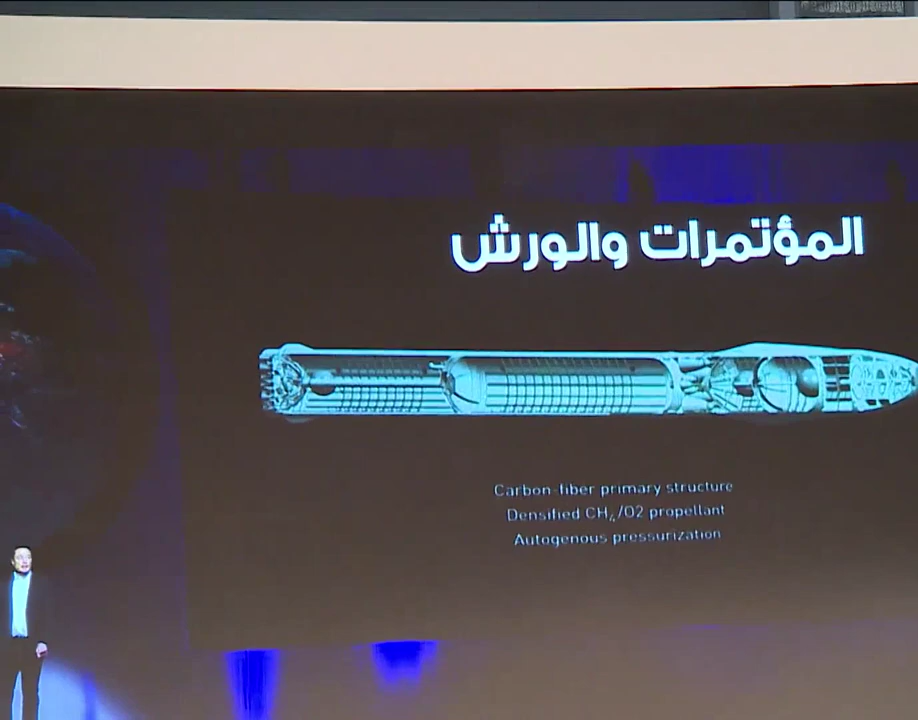 المؤتمرات والورش
Carbon-fiber primary structure
Densified CH₄/O2 propellant
Autogenous pressurization